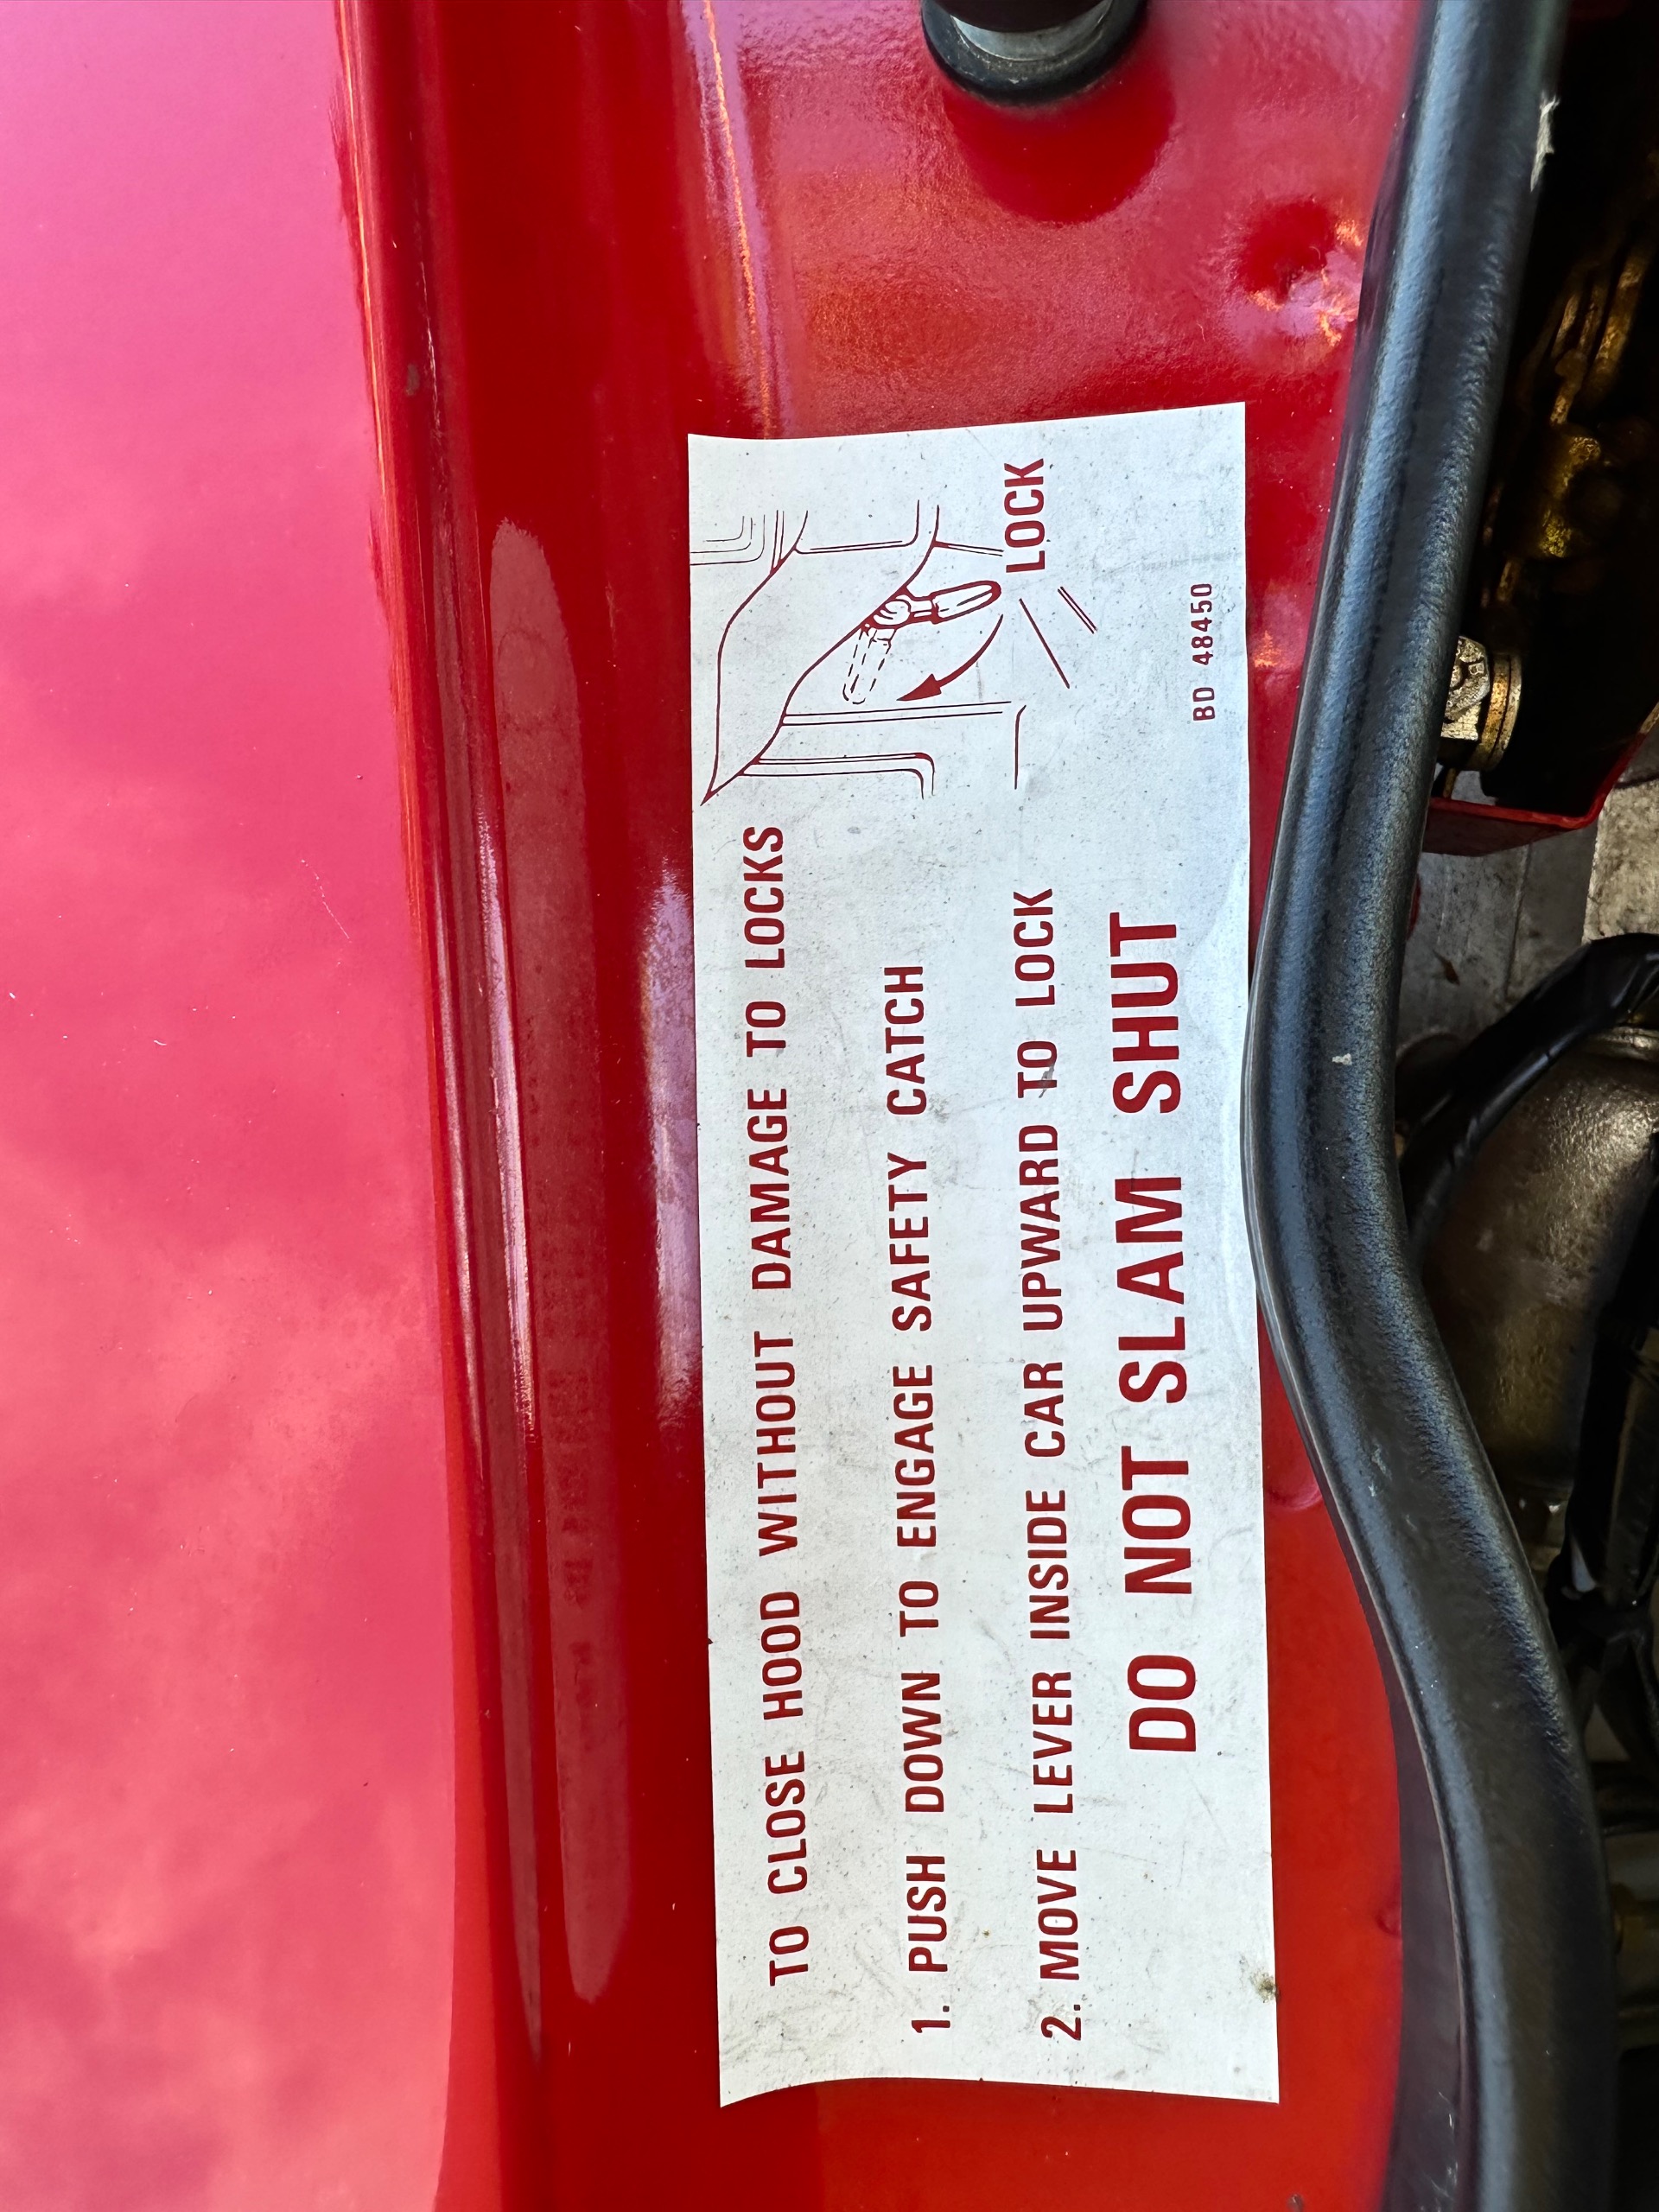 TO CLOSE HOOD WITHOUT DAMAGE TO LOCKS
1. PUSH DOWN TO ENGAGE SAFETY CATCH
2. MOVE LEVER INSIDE CAR UPWARD TO LOCK
DO NOT SLAM SHUT
LOCK
BD 48450